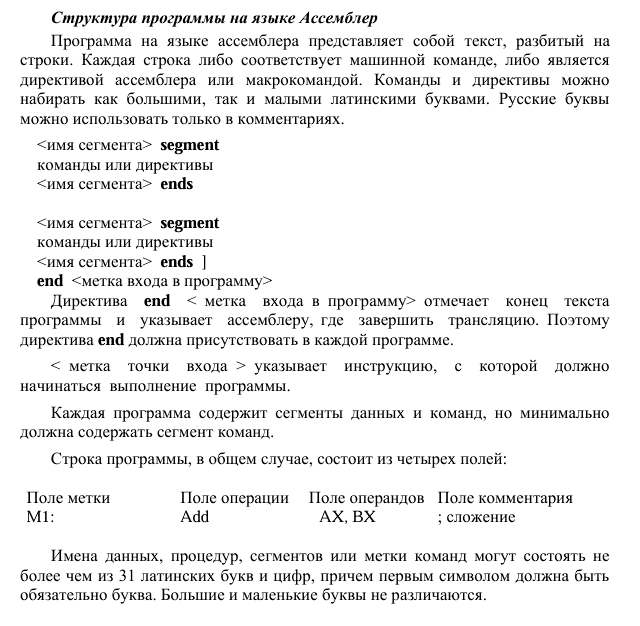 Структура программы на языке Ассемблер
Программа на языке ассемблера представляет собой текст, разбитый на
строки. Каждая строка либо соответствует машинной команде, либо является
директивой ассемблера или макрокомандой. Команды и директивы можно
набирать как большими, так и малыми латинскими буквами. Русские буквы
можно использовать только в комментариях.
<имя сегмента> segment
команды или директивы
<имя сегмента> ends
<имя сегмента> segment
команды или директивы
<имя сегмента> ends ]
end <метка входа в программу>
Директива end < метка входа в программу> отмечает конец текста
программы и указывает ассемблеру, где завершить трансляцию. Поэтому
директива end должна присутствовать в каждой программе.
< метка точки входа > указывает инструкцию, с которой должно
начинаться выполнение программы.
Каждая программа содержит сегменты данных и команд, но минимально
должна содержать сегмент команд.
Строка программы, в общем случае, состоит из четырех полей:
Поле метки Поле операции Поле операндов Поле комментария
M1: Add AX, BX ; сложение
Имена данных, процедур, сегментов или метки команд могут состоять не
более чем из 31 латинских букв и цифр, причем первым символом должна быть
обязательно буква. Большие и маленькие буквы не различаются.